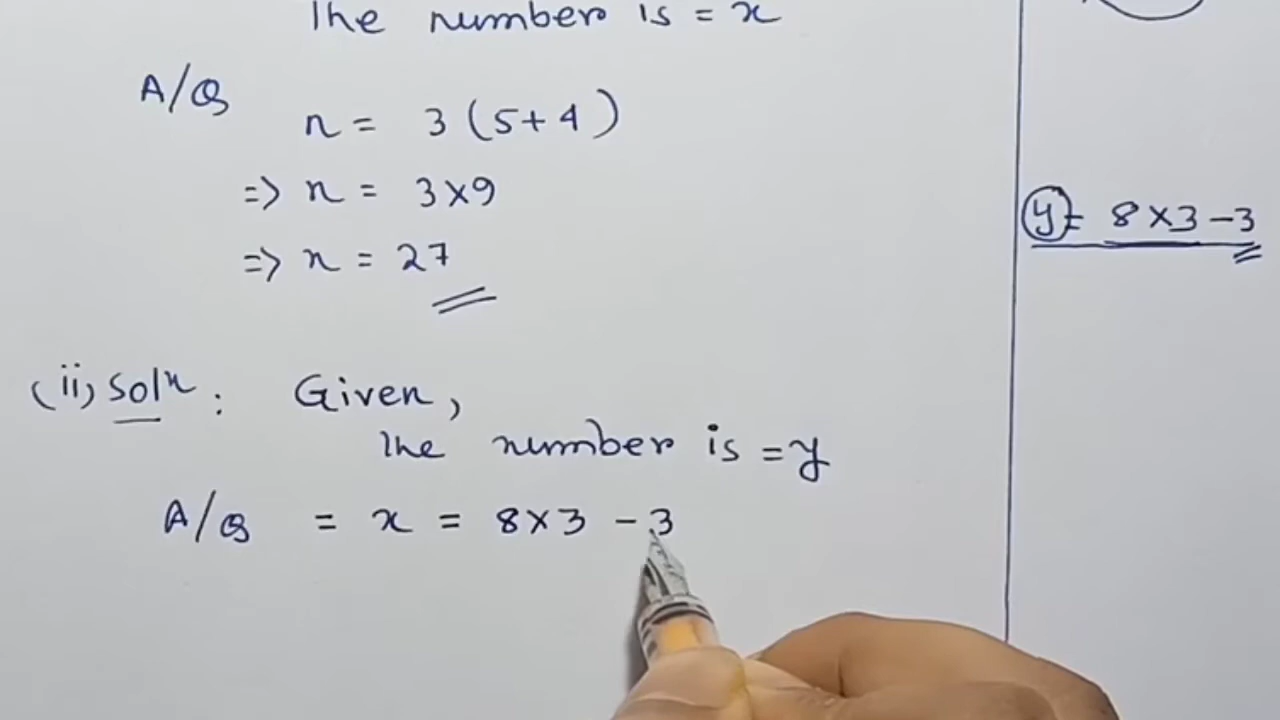 The number is = x
A/Q
x = 3 (5+4)
=> x = 3×9
=> x = 27
(ii) Solⁿ : Given,
The number is = y
A/Q = x = 8×3 -3
y = 8×3-3